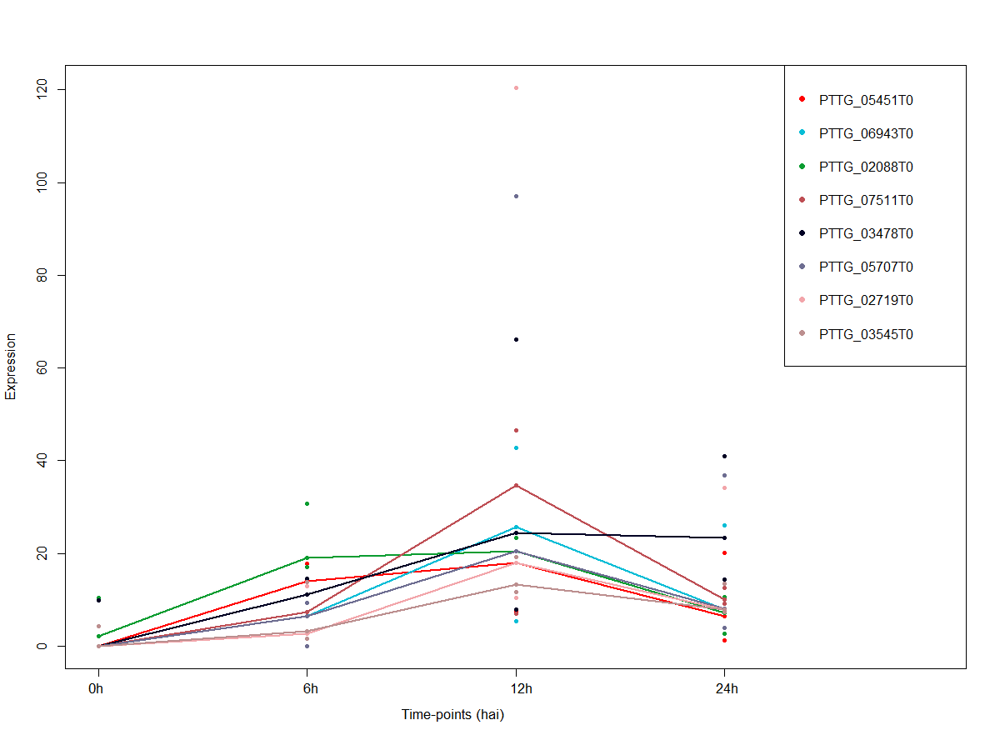 120
100
80
60
40
20
0
Expression
0h
6h
12h
24h
Time-points (hai)
PTTG_05451T0
PTTG_06943T0
PTTG_02088T0
PTTG_07511T0
PTTG_03478T0
PTTG_05707T0
PTTG_02719T0
PTTG_03545T0